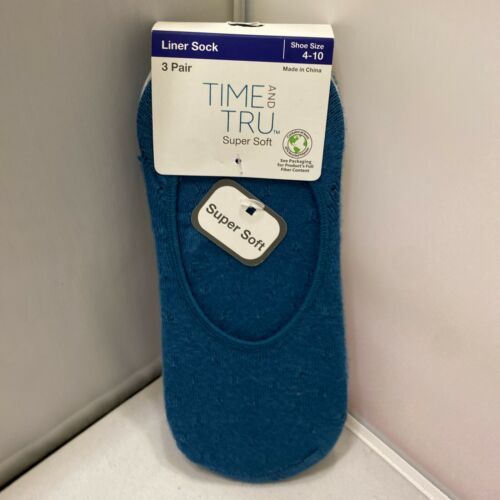 Liner Sock
Shoe Size
4-10
3 Pair
Made in China
TIME AND
TRU™
Super Soft
See Packaging
for Product's Full
Fiber Content
Super Soft